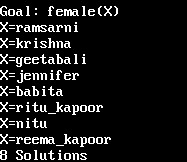 Goal: female(X)
X=ramsarni
X=krishna
X=geetabali
X=jennifer
X=babita
X=ritu_kapoor
X=nitu
X=reema_kapoor
8 Solutions